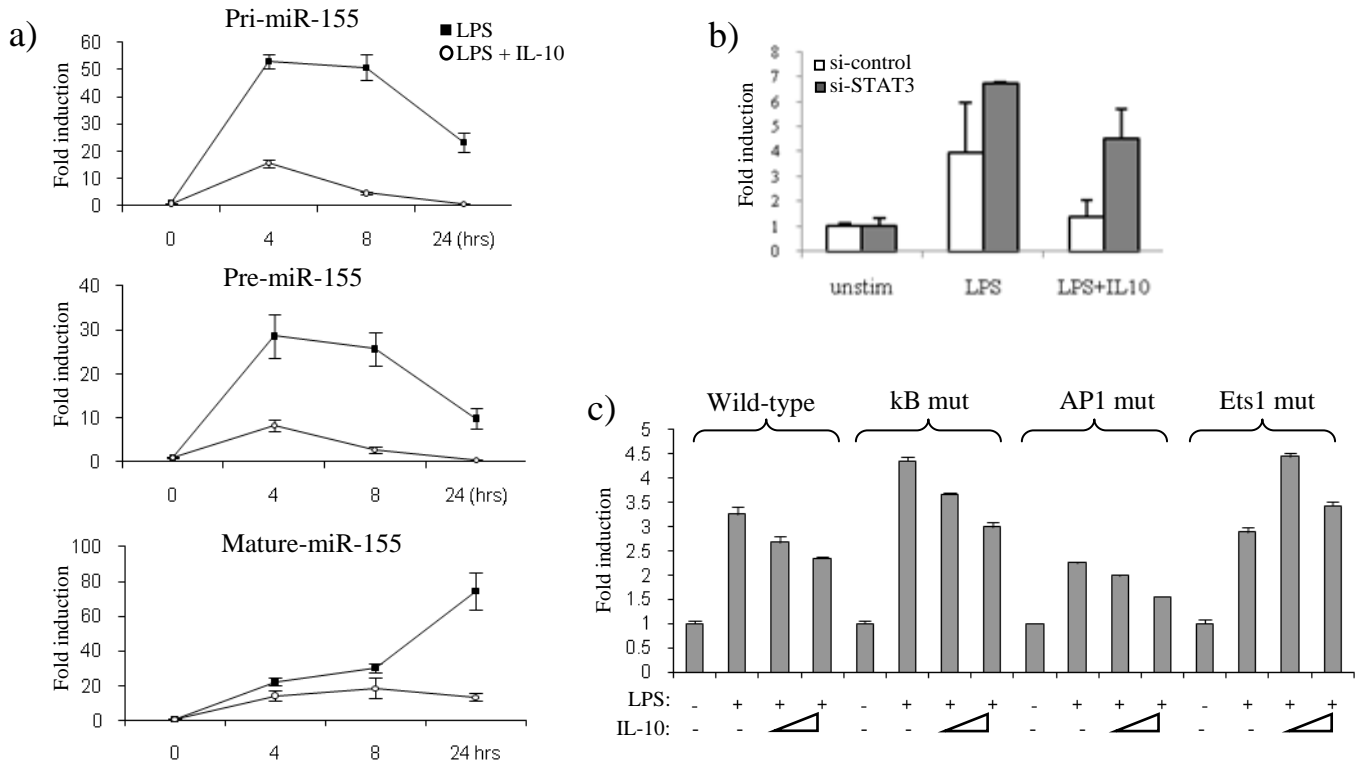 a)
Pri-miR-155
LPS
LPS + IL-10
Fold induction
60
50
40
30
20
10
0
0 4 8 24 (hrs)
Pre-miR-155
Fold induction
40
30
20
10
0
0 4 8 24 (hrs)
Mature-miR-155
Fold induction
100
80
60
40
20
0
0 4 8 24 hrs
b)
si-control
si-STAT3
Fold induction
8
7
6
5
4
3
2
1
0
unstim LPS LPS+IL10
c)
Wild-type kB mut AP1 mut Ets1 mut
Fold induction
5
4.5
4
3.5
3
2.5
2
1.5
1
0.5
0
LPS: - + + + - + + + - + + + - + + +
IL-10: - - - - - - - -